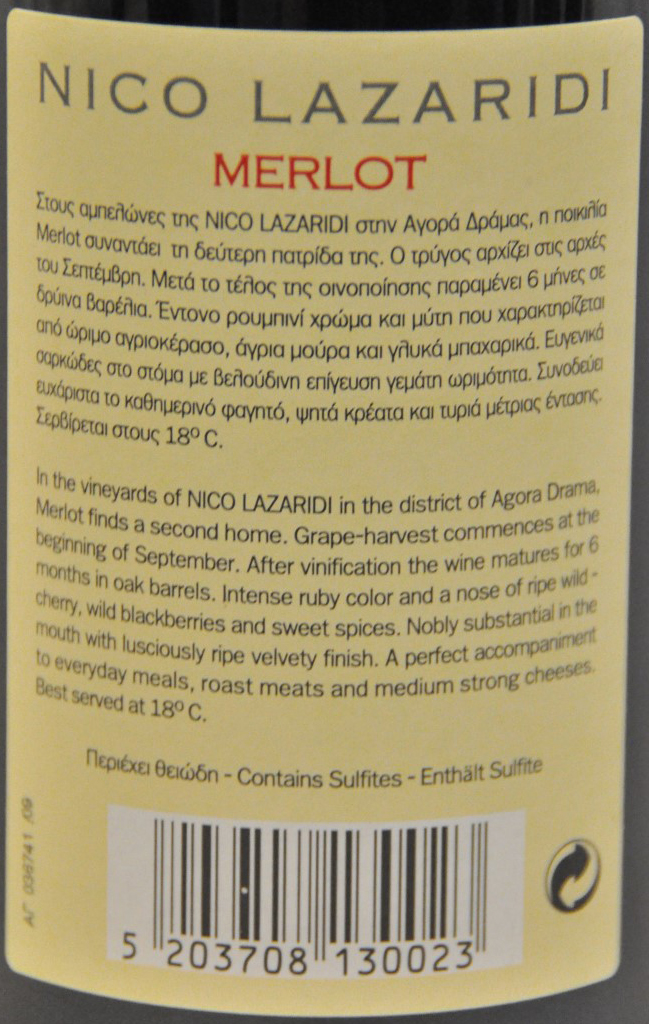 NICO LAZARIDI
MERLOT
Στους αμπελώνες της NICO LAZARIDI στην Αγορά Δράμας, η ποικιλία
Merlot συναντάει τη δεύτερη πατρίδα της. Ο τρύγος αρχίζει στις αρχές
του Σεπτέμβρη. Μετά το τέλος της οινοποίησης παραμένει 6 μήνες σε
δρύινα βαρέλια. Έντονο ρουμπινί χρώμα και μύτη που χαρακτηρίζεται
από ώριμο αγριοκέρασο, άγρια μούρα και γλυκά μπαχαρικά. Ευγενικά
σαρκώδες στο στόμα με βελούδινη επίγευση γεμάτη ωριμότητα. Συνοδεύει
ευχάριστα το καθημερινό φαγητό, ψητά κρέατα και τυριά μέτριας έντασης.
Σερβίρεται στους 18º C.
In the vineyards of NICO LAZARIDI in the district of Agora Drama,
Merlot finds a second home. Grape-harvest commences at the
beginning of September. After vinification the wine matures for 6
months in oak barrels. Intense ruby color and a nose of ripe wild-
cherry, wild blackberries and sweet spices. Nobly substantial in the
mouth with lusciously ripe velvety finish. A perfect accompaniment
to everyday meals, roast meats and medium strong cheeses.
Best served at 18º C.
Περιέχει θειώδη - Contains Sulfites - Enthält Sulfite
ΑΓ 036741 /09
5 203708 130023